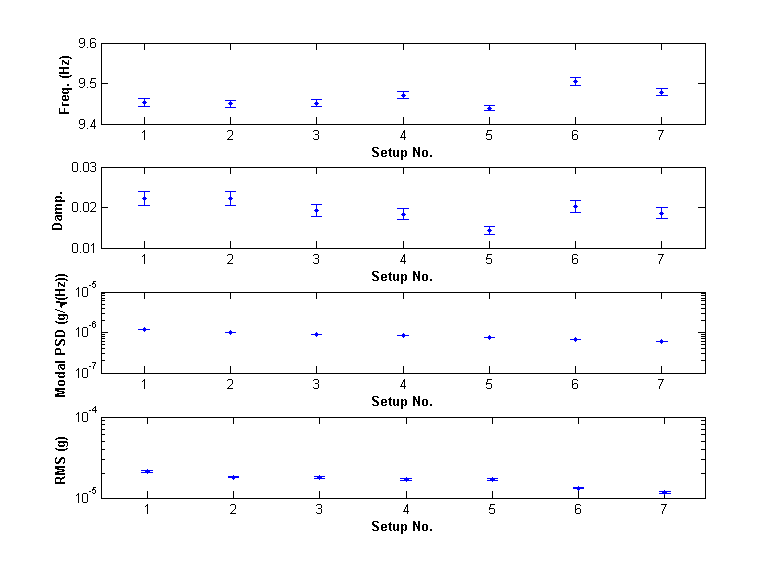 9.6
9.5
9.4
Freq. (Hz)
1 2 3 4 5 6 7
Setup No.
0.03
0.02
0.01
Damp.
1 2 3 4 5 6 7
Setup No.
10⁻⁵
10⁻⁶
10⁻⁷
Modal PSD (g/√(Hz))
1 2 3 4 5 6 7
Setup No.
10⁻⁴
10⁻⁵
RMS (g)
1 2 3 4 5 6 7
Setup No.